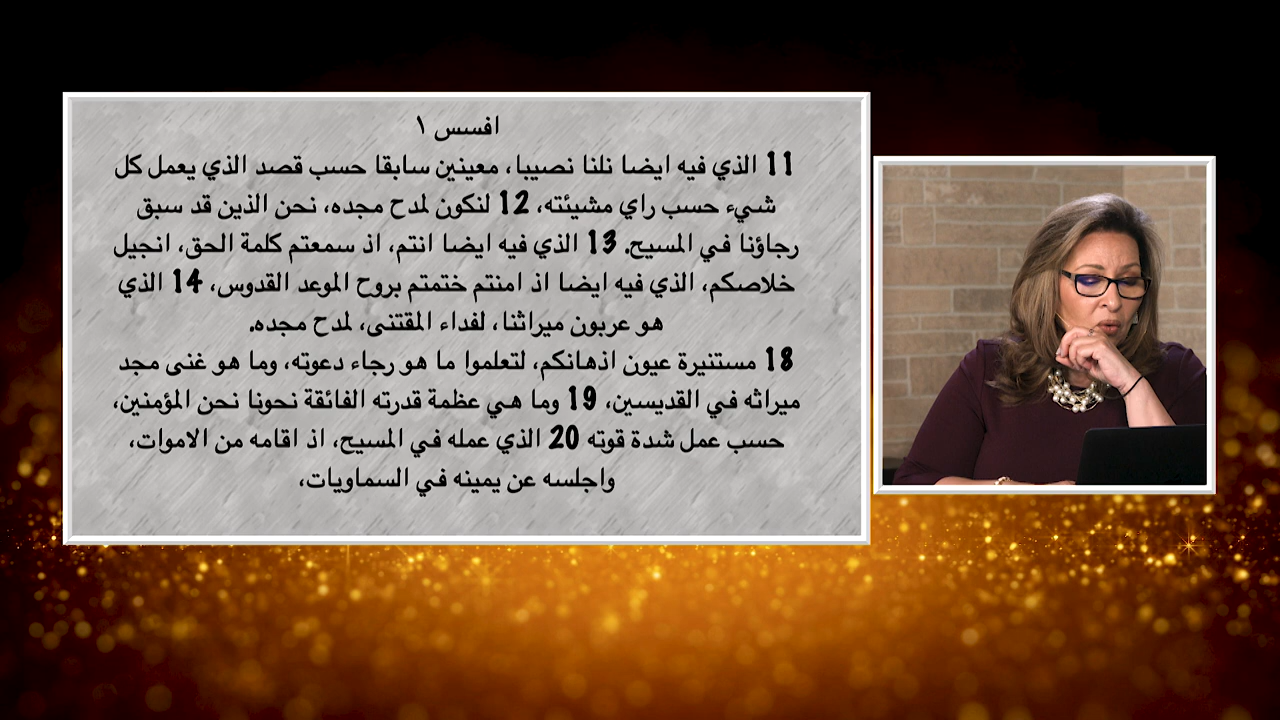 افسس ١
11 الذي فيه ايضا نلنا نصيبا، معينين سابقا حسب قصد الذي يعمل كل
شيء حسب راي مشيئته، 12 لنكون لمدح مجده، نحن الذين قد سبق
رجاؤنا في المسيح. 13 الذي فيه ايضا انتم، اذ سمعتم كلمة الحق، انجيل
خلاصكم، الذي فيه ايضا اذ امنتم ختمتم بروح الموعد القدوس، 14 الذي
هو عربون ميراثنا، لفداء المقتنى، لمدح مجده.
18 مستنيرة عيون اذهانكم، لتعلموا ما هو رجاء دعوته، وما هو غنى مجد
ميراثه في القديسين، 19 وما هي عظمة قدرته الفائقة نحونا نحن المؤمنين،
حسب عمل شدة قوته 20 الذي عمله في المسيح، اذ اقامه من الاموات،
واجلسه عن يمينه في السماويات،